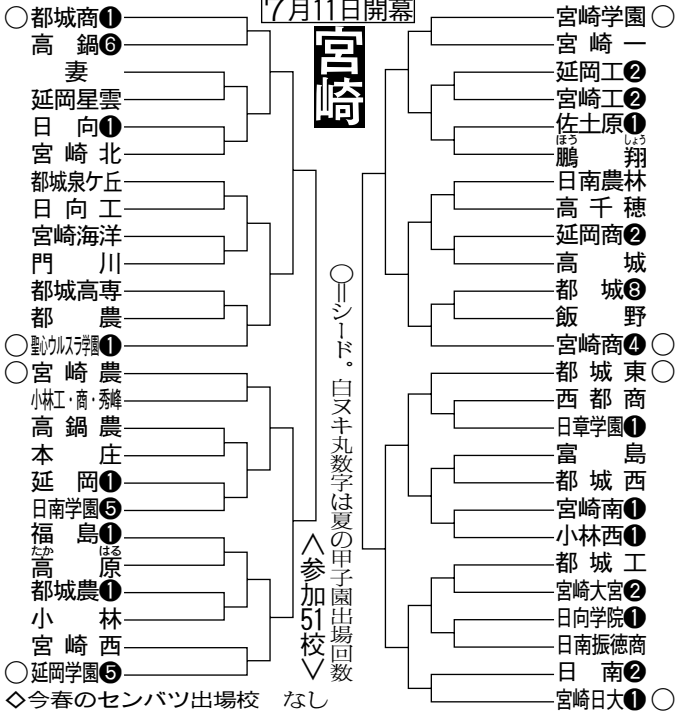 7月11日開幕
宮崎
○都城商❶
高鍋❻
妻
延岡星雲
日向❶
宮崎北
都城泉ケ丘
日向工
宮崎海洋
門川
都城高専
都農
○聖心ウルスラ学園❶
○宮崎農
小林工・商・秀峰
高鍋農
本庄
延岡❶
日南学園❺
福島❶
たかはる
高原
都城農❶
小林
宮崎西
○延岡学園❺
○=シード。白ヌキ丸数字は夏の甲子園出場回数
<参加51校>
宮崎学園○
宮崎一
延岡工❷
宮崎工❷
佐土原❶
ほうしょう
鵬翔
日南農林
高千穂
延岡商❷
高城
都城❽
飯野
宮崎商❹○
都城東○
西都商
日章学園❶
富島
都城西
宮崎南❶
小林西❶
都城工
宮崎大宮❷
日向学院❶
日南振徳商
日南❷
宮崎日大❶○
◇今春のセンバツ出場校 なし